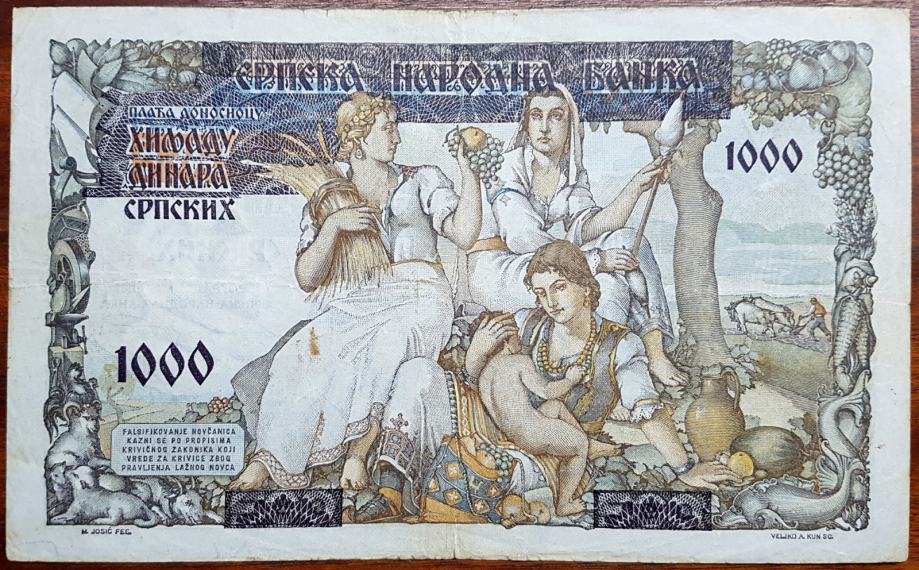 СРПСКА НАРОДНА БАНКА
ПЛАЋА ДОНОСИОЦУ
ХИЉАДУ
ДИНАРА
СРПСКИХ
1000
1000
FALSIFIKOVANJE NOVČANICA
KAZNI SE PO PROPISIMA
KRIVIČNOG ZAKONIKA KOJI
VREDE ZA KRIVICE ZBOG
PRAVLJENJA LAŽNOG NOVCA
M. JOSIĆ FEC.
VELJKO A. KUN SC.